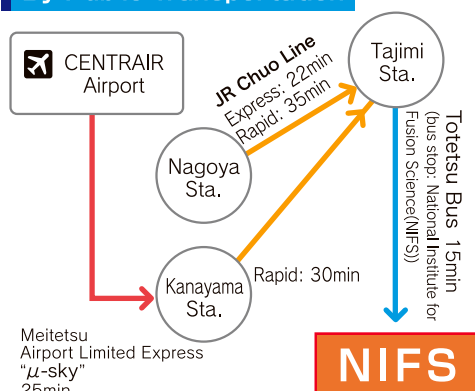 CENTRAIR
Airport
JR Chuo Line
Express: 22min
Rapid: 35min
Tajimi
Sta.
Nagoya
Sta.
Totetsu Bus 15min
(bus stop: National Institute for
Fusion Science(NIFS))
Kanayama
Sta.
Rapid: 30min
Meitetsu
Airport Limited Express
“μ-sky”
25min
NIFS